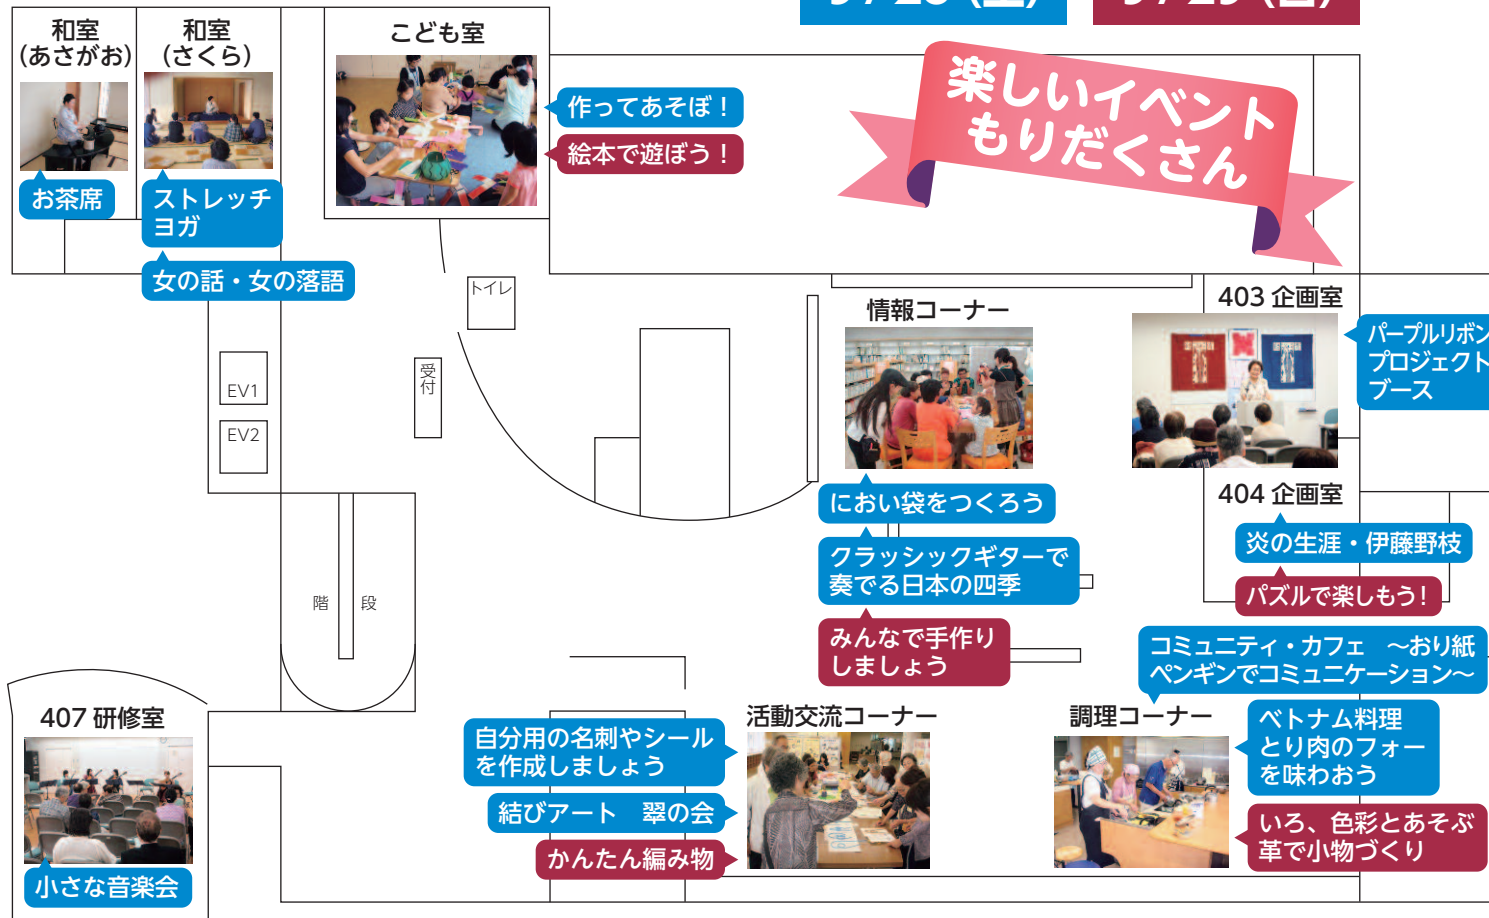 楽しいイベント
もりだくさん
和室
(あさがお)
お茶席
和室
(さくら)
ストレッチ
ヨガ
女の話・女の落語
こども室
作ってあそぼ！
絵本で遊ぼう！
トイレ
受付
EV1
EV2
階段
情報コーナー
におい袋をつくろう
クラッシックギターで
奏でる日本の四季
みんなで手作り
しましょう
403 企画室
パープルリボン
プロジェクト
ブース
404 企画室
炎の生涯・伊藤野枝
パズルで楽しもう！
407 研修室
小さな音楽会
活動交流コーナー
自分用の名刺やシール
を作成しましょう
結びアート　翠の会
かんたん編み物
調理コーナー
コミュニティ・カフェ　～おり紙
ペンギンでコミュニケーション～
ベトナム料理
とり肉のフォー
を味わおう
いろ、色彩とあそぶ
革で小物づくり